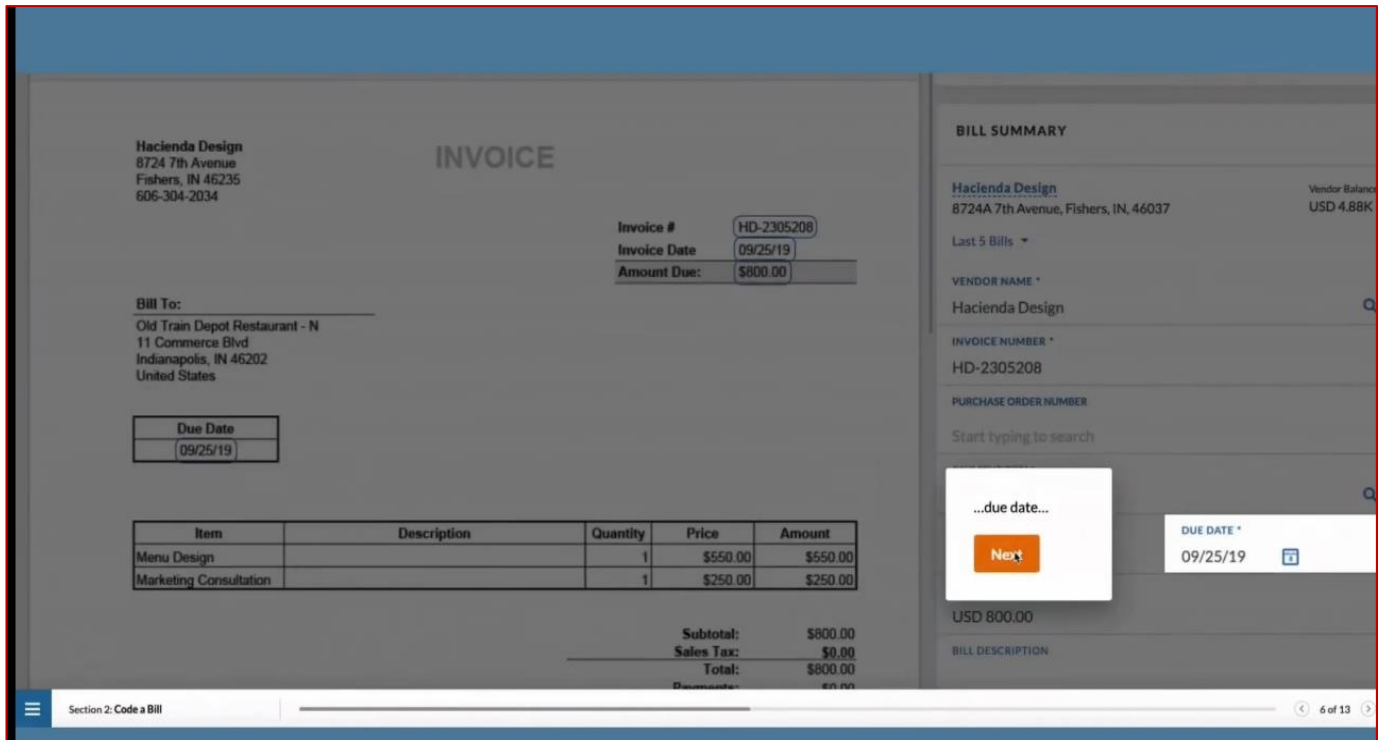 Hacienda Design
8724 7th Avenue
Fishers, IN 46235
606-304-2034
INVOICE
Invoice # HD-2305208
Invoice Date 09/25/19
Amount Due: $800.00
Bill To:
Old Train Depot Restaurant - N
11 Commerce Blvd
Indianapolis, IN 46202
United States
Due Date
09/25/19
Item Description Quantity Price Amount
Menu Design 1 $550.00 $550.00
Marketing Consultation 1 $250.00 $250.00
Subtotal: $800.00
Sales Tax: $0.00
Total: $800.00
Payments: $0.00
BILL SUMMARY
Hacienda Design
Vendor Balance
8724A 7th Avenue, Fishers, IN, 46037
USD 4.88K
Last 5 Bills
VENDOR NAME *
Hacienda Design
INVOICE NUMBER *
HD-2305208
PURCHASE ORDER NUMBER
Start typing to search
...due date...
Next
DUE DATE *
09/25/19
USD 800.00
BILL DESCRIPTION
Section 2: Code a Bill
6 of 13